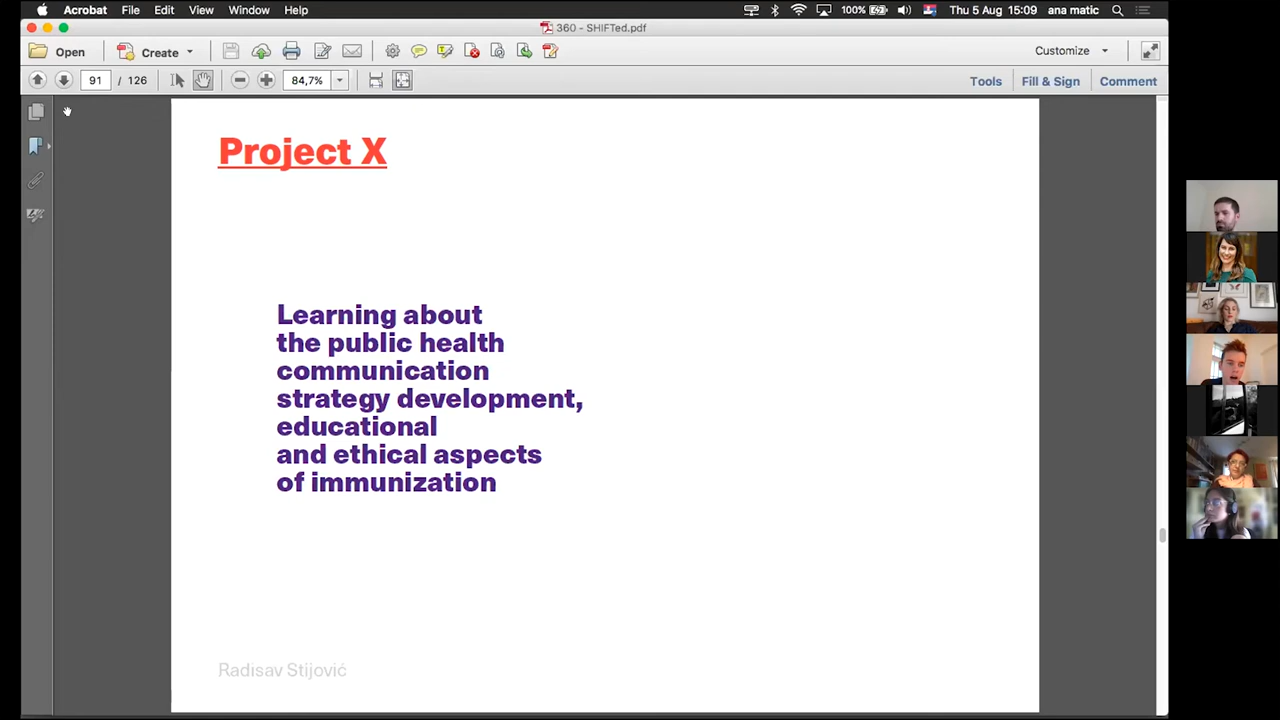 Acrobat File Edit View Window Help 100% Thu 5 Aug 15:09 ana matic
360 - SHIFTed.pdf
Open Create Customize
91 / 126 84,7% Tools Fill & Sign Comment
Project X
Learning about
the public health
communication
strategy development,
educational
and ethical aspects
of immunization
Radisav Stijović